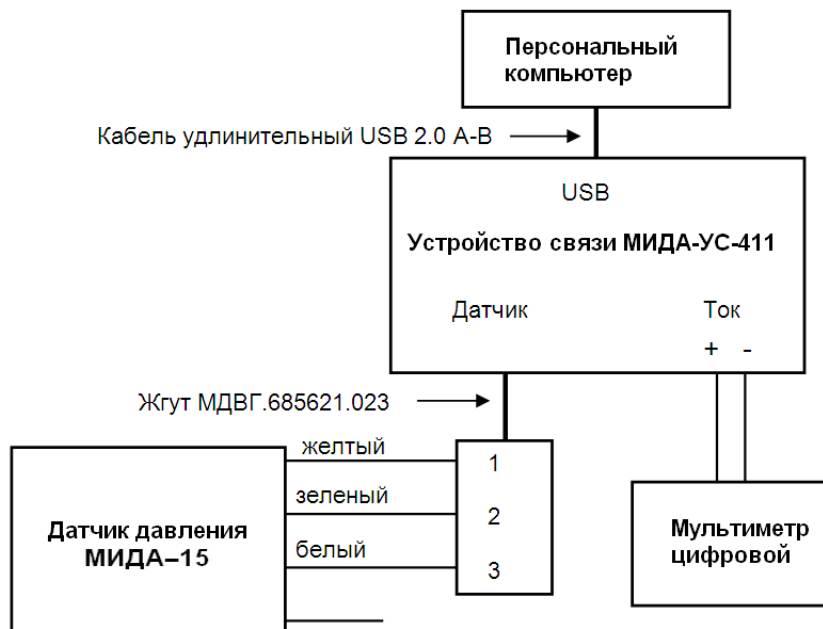 Персональный
компьютер
Кабель удлинительный USB 2.0 А-В
USB
Устройство связи МИДА-УС-411
Датчик
Ток
+ -
Жгут МДВГ.685621.023
желтый
1
зеленый
2
белый
3
Датчик давления
МИДА–15
Мультиметр
цифровой